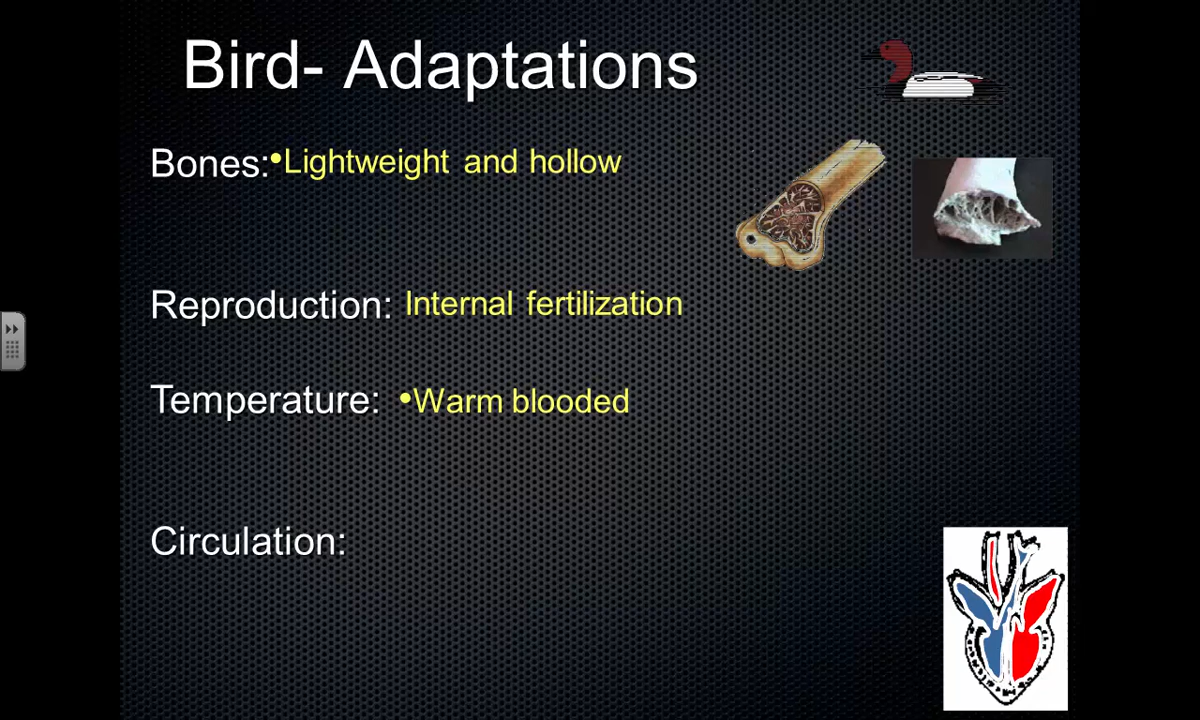 Bird- Adaptations
Bones: •Lightweight and hollow
Reproduction: Internal fertilization
Temperature: •Warm blooded
Circulation: